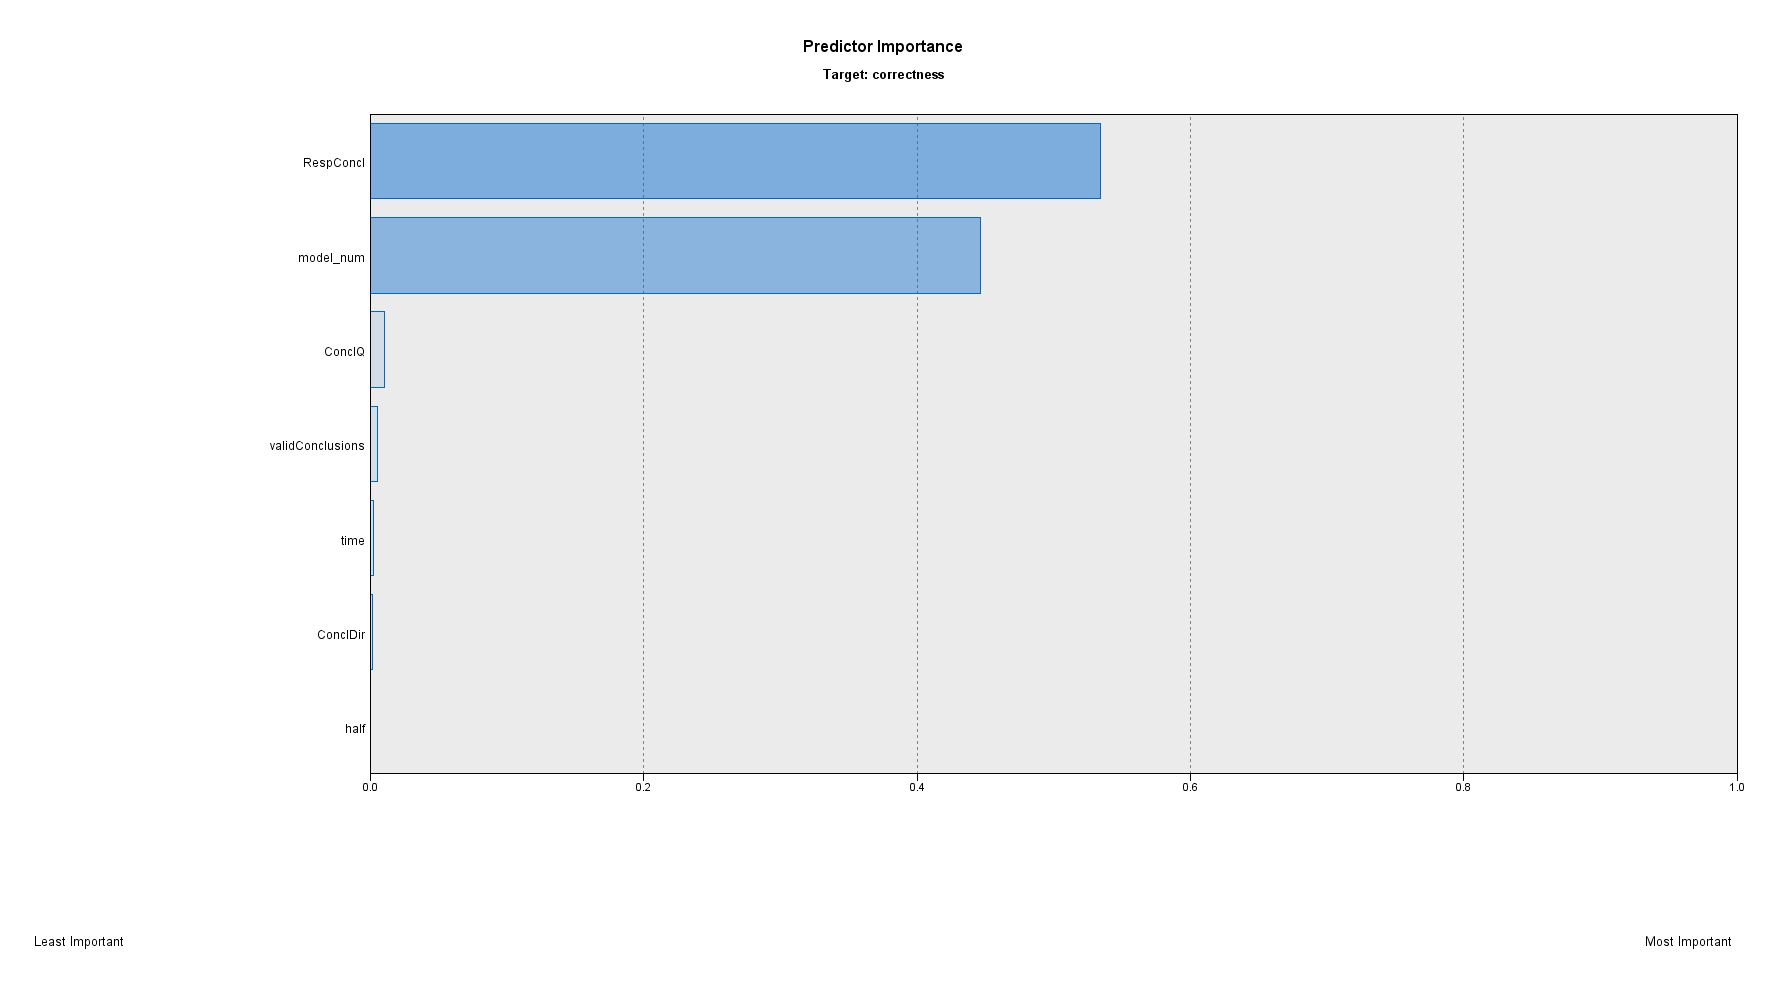 Predictor Importance
Target: correctness
RespConcl
model_num
ConclQ
validConclusions
time
ConclDir
half
0.0 0.2 0.4 0.6 0.8 1.0
Least Important Most Important